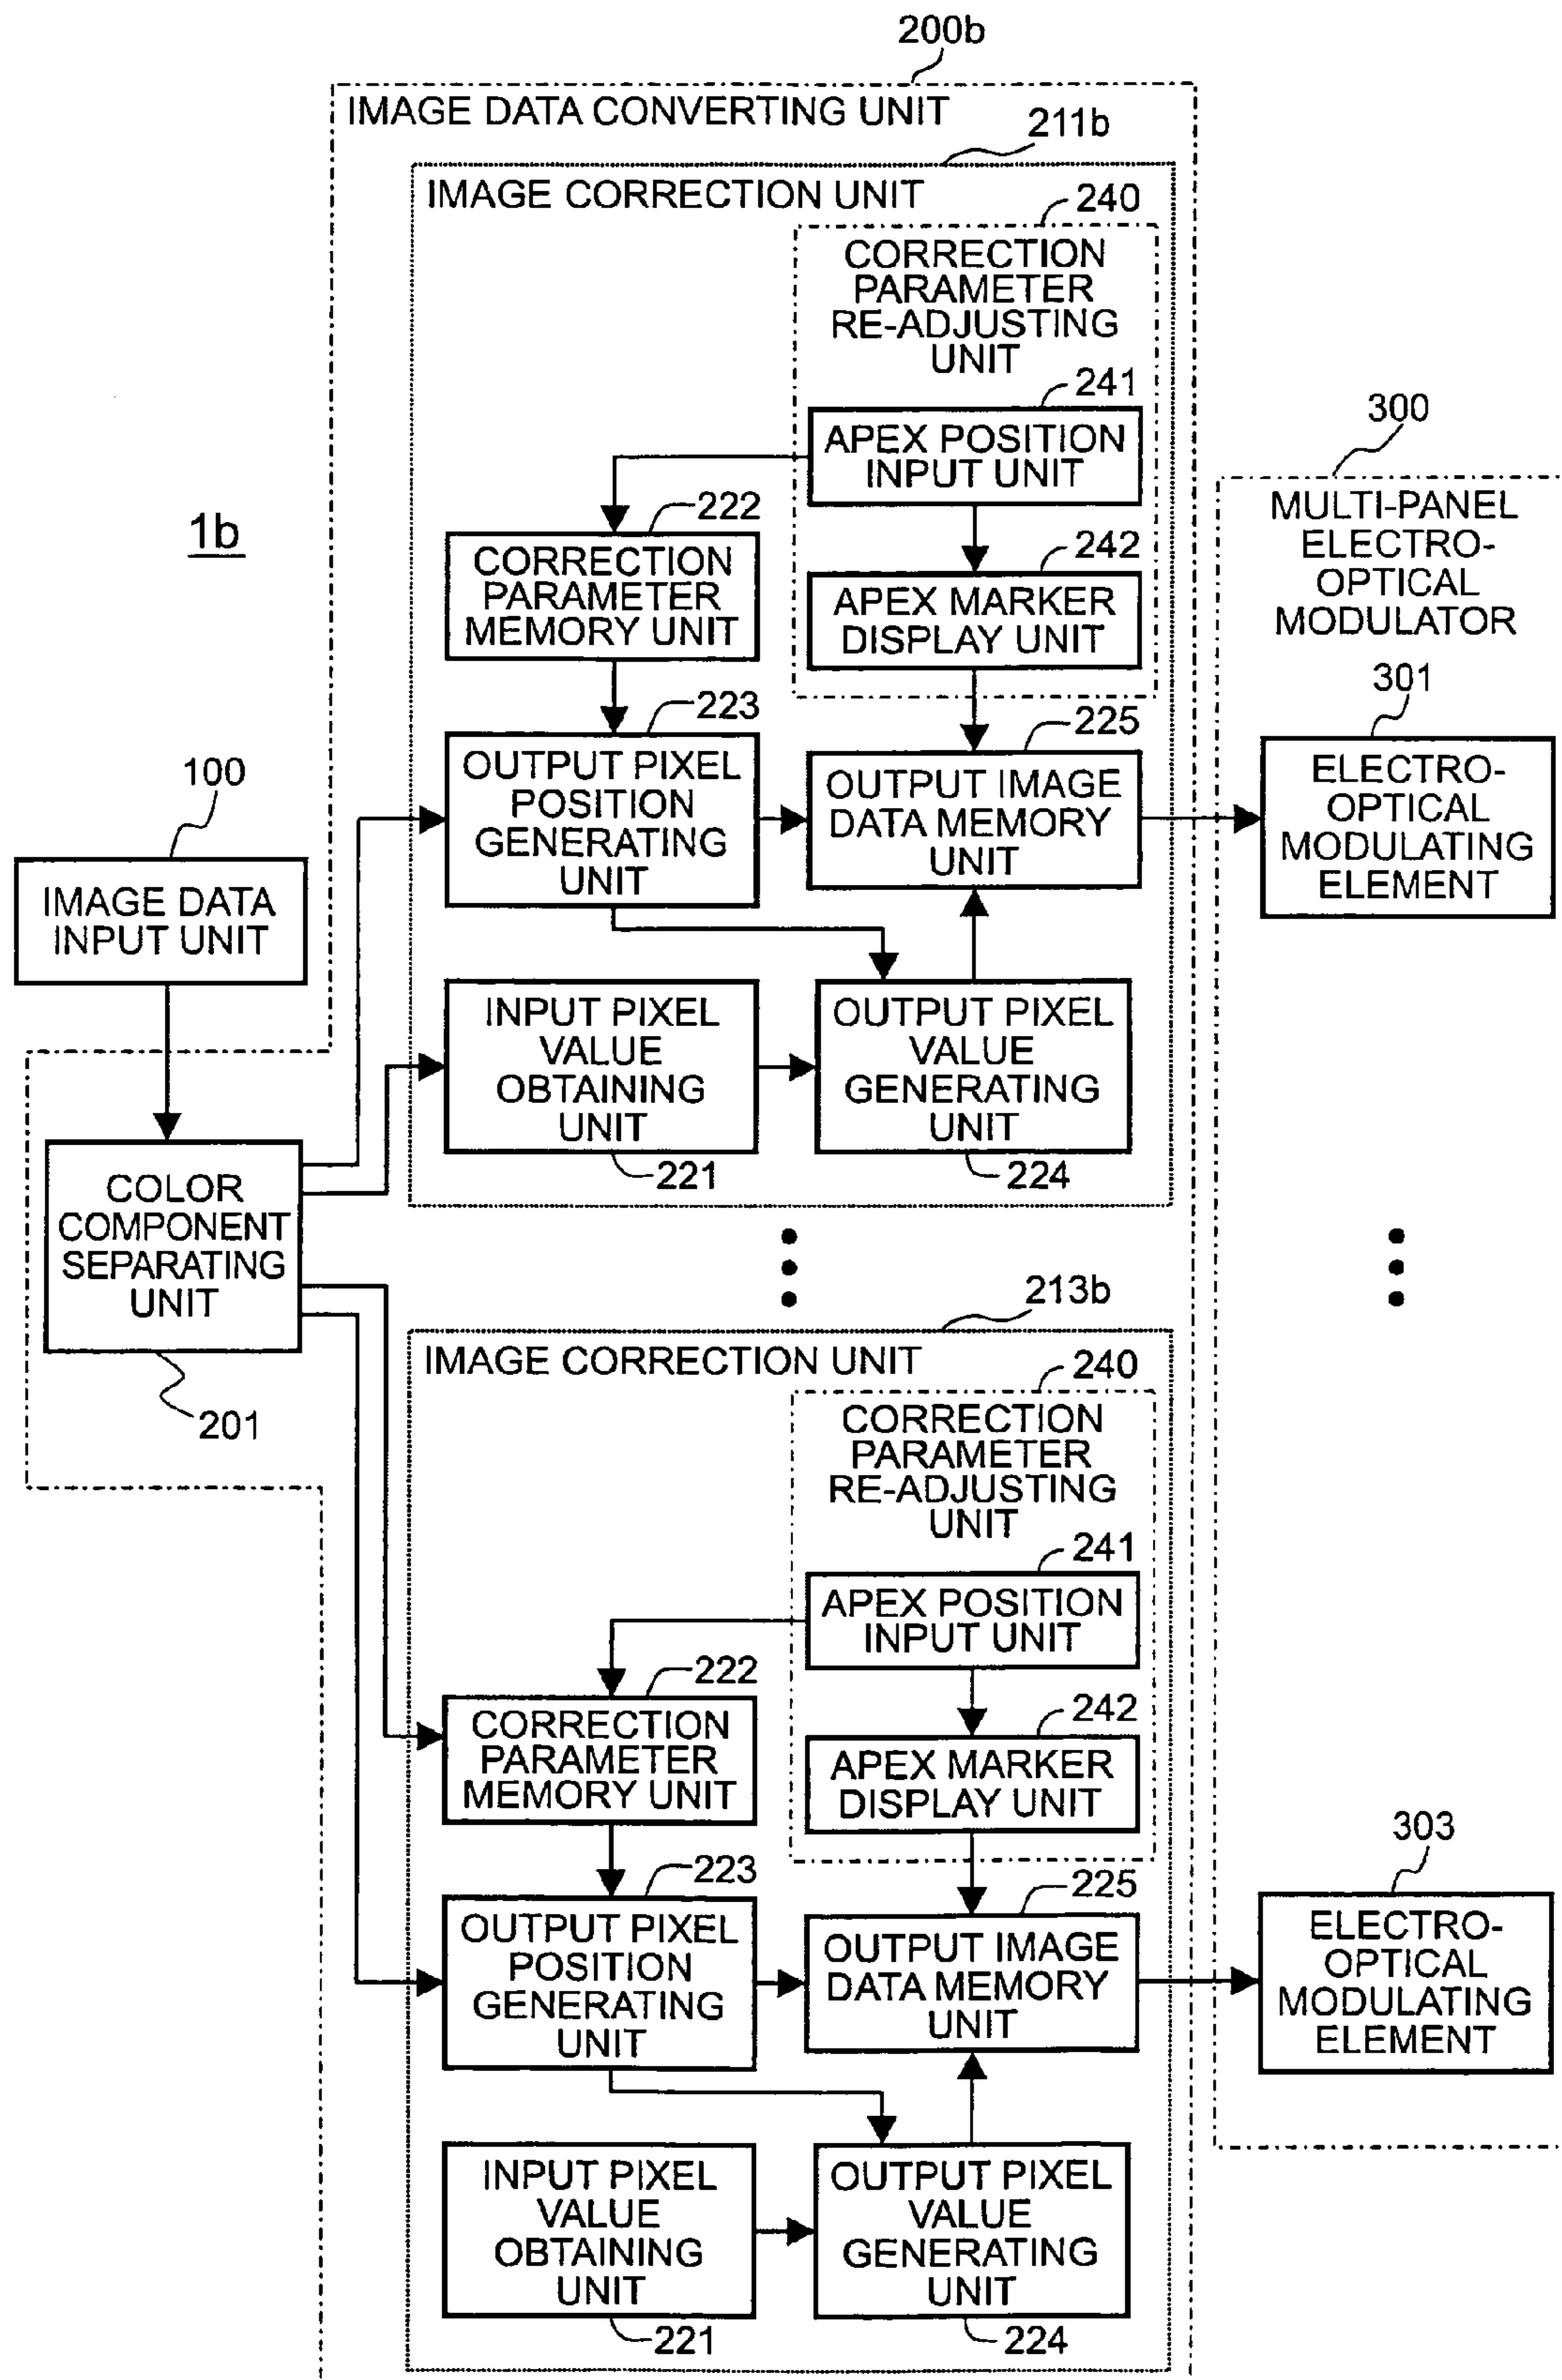 200b
IMAGE DATA CONVERTING UNIT
211b
IMAGE CORRECTION UNIT
240
CORRECTION
PARAMETER
RE-ADJUSTING
UNIT
241
APEX POSITION
INPUT UNIT
300
MULTI-PANEL
ELECTRO-
OPTICAL
MODULATOR
1b
222
CORRECTION
PARAMETER
MEMORY UNIT
242
APEX MARKER
DISPLAY UNIT
301
ELECTRO-
OPTICAL
MODULATING
ELEMENT
223
OUTPUT PIXEL
POSITION
GENERATING
UNIT
225
OUTPUT IMAGE
DATA MEMORY
UNIT
100
IMAGE DATA
INPUT UNIT
INPUT PIXEL
VALUE
OBTAINING
UNIT
221
OUTPUT PIXEL
VALUE
GENERATING
UNIT
224
COLOR
COMPONENT
SEPARATING
UNIT
201
213b
IMAGE CORRECTION UNIT
240
CORRECTION
PARAMETER
RE-ADJUSTING
UNIT
241
APEX POSITION
INPUT UNIT
222
CORRECTION
PARAMETER
MEMORY UNIT
242
APEX MARKER
DISPLAY UNIT
303
ELECTRO-
OPTICAL
MODULATING
ELEMENT
223
OUTPUT PIXEL
POSITION
GENERATING
UNIT
225
OUTPUT IMAGE
DATA MEMORY
UNIT
INPUT PIXEL
VALUE
OBTAINING
UNIT
221
OUTPUT PIXEL
VALUE
GENERATING
UNIT
224